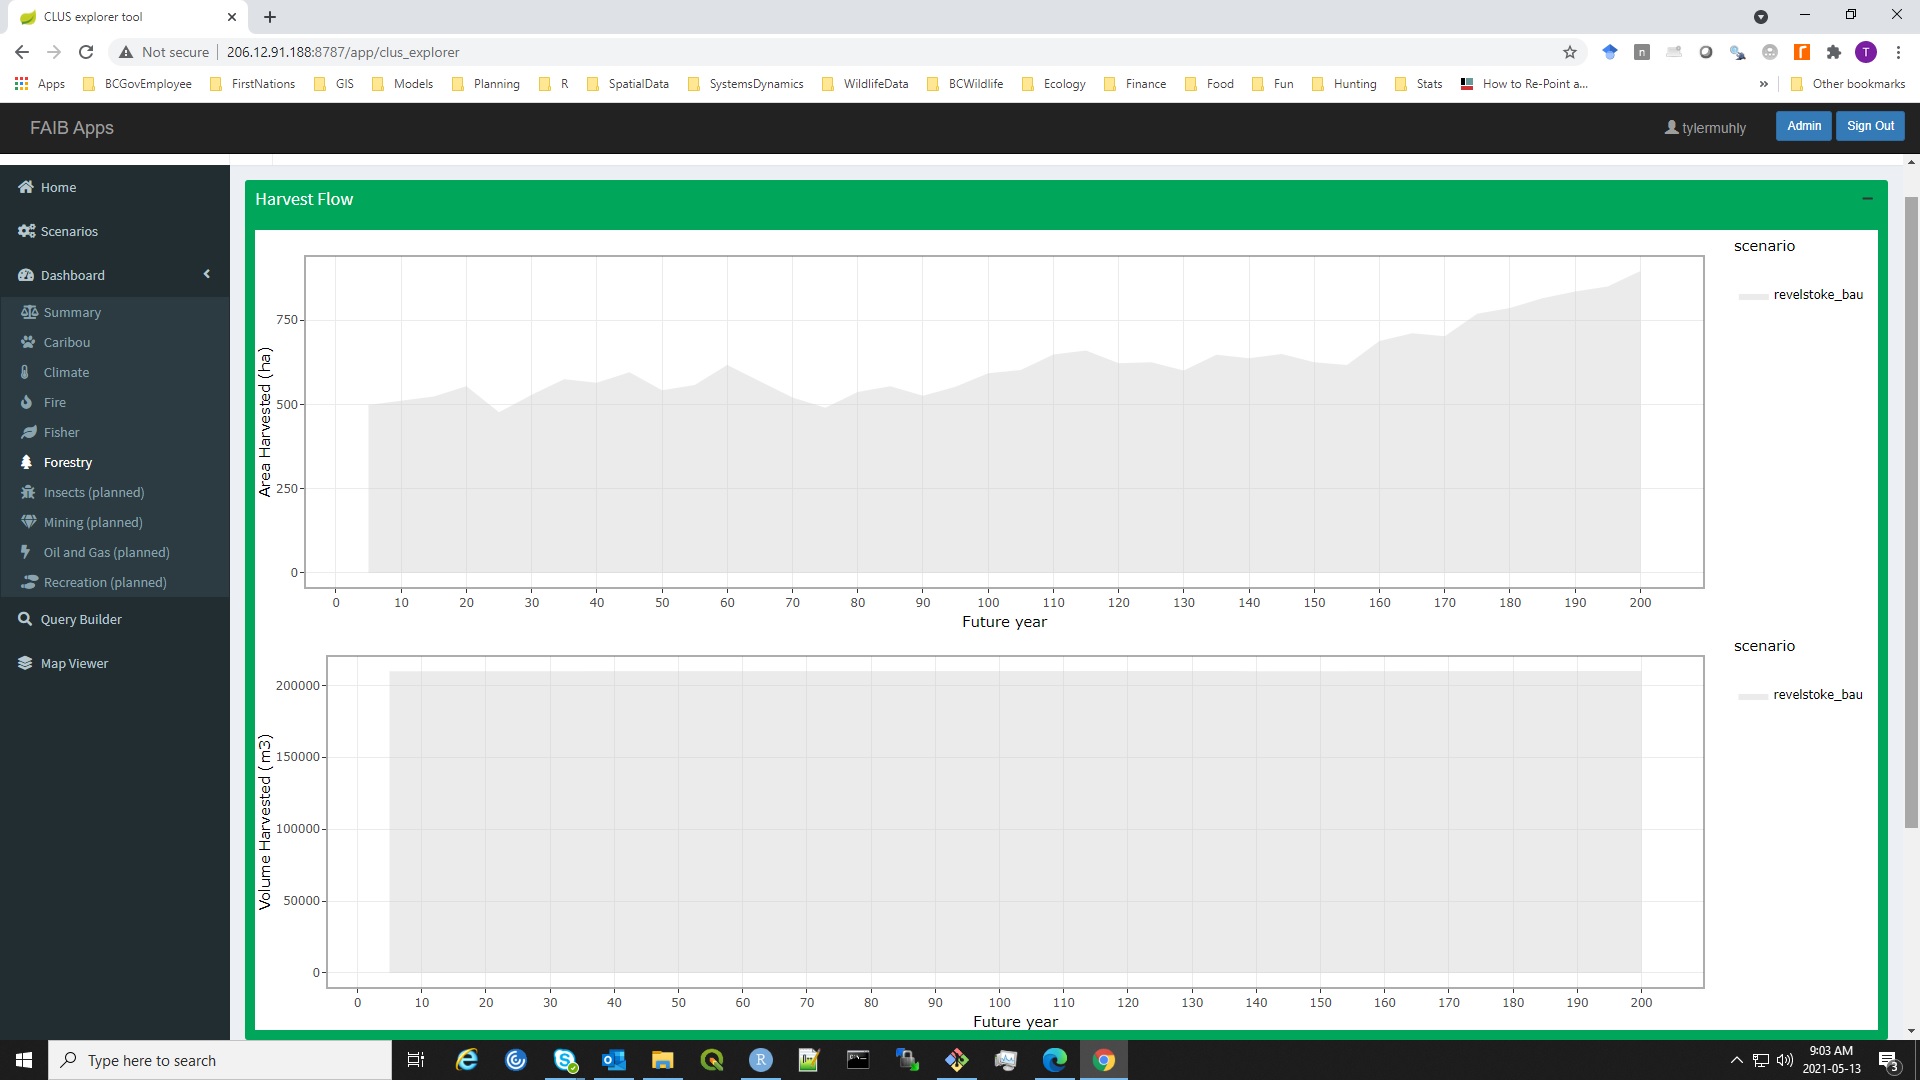 CLUS explorer tool
Not secure 206.12.91.188:8787/app/clus_explorer
n T
Apps BCGovEmployee FirstNations GIS Models Planning R SpatialData SystemsDynamics WildlifeData BCWildlife Ecology Finance Food Fun Hunting Stats How to Re-Point a... » Other bookmarks
FAIB Apps tylermuhly Admin Sign Out
Home
Scenarios
Dashboard
Summary
Caribou
Climate
Fire
Fisher
Forestry
Insects (planned)
Mining (planned)
Oil and Gas (planned)
Recreation (planned)
Query Builder
Map Viewer
Harvest Flow
scenario
revelstoke_bau
Area Harvested (ha)
750
500
250
0
0 10 20 30 40 50 60 70 80 90 100 110 120 130 140 150 160 170 180 190 200
Future year
scenario
revelstoke_bau
Volume Harvested (m3)
200000
150000
100000
50000
0
0 10 20 30 40 50 60 70 80 90 100 110 120 130 140 150 160 170 180 190 200
Future year
Type here to search
R
9:03 AM
2021-05-13
3